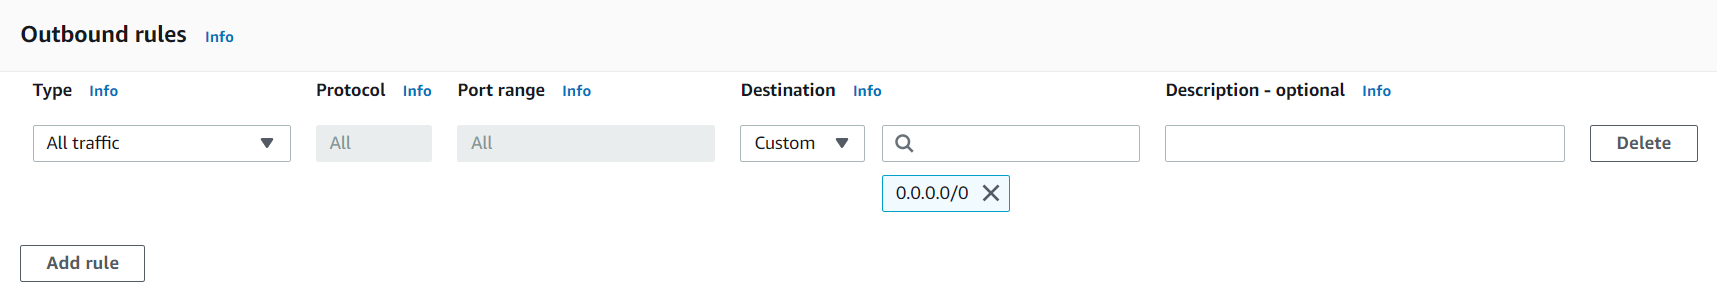 Outbound rules Info
Type Info Protocol Info Port range Info Destination Info Description - optional Info
All traffic All All Custom Delete
0.0.0.0/0
Add rule